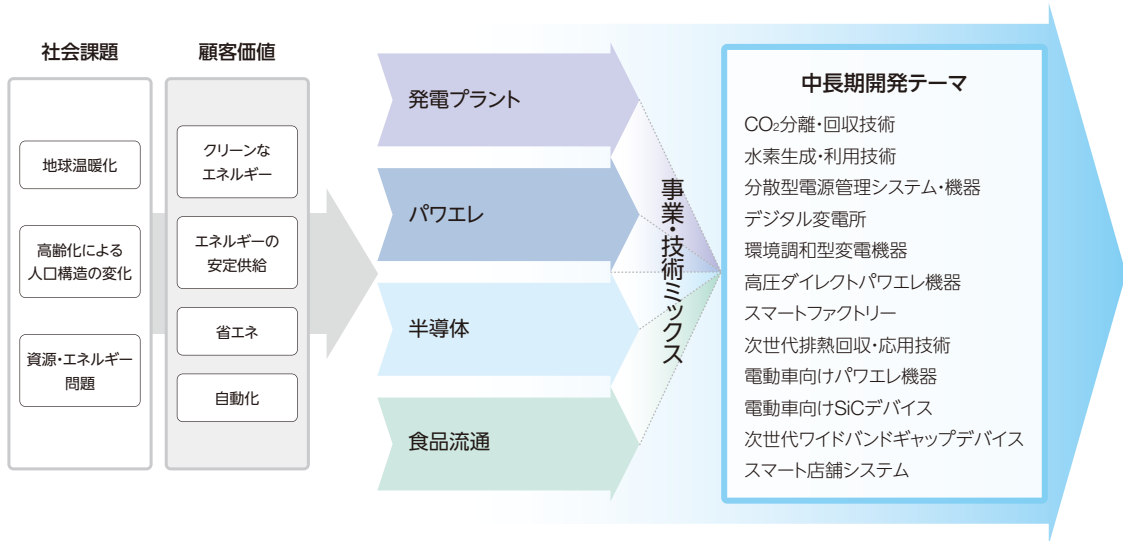 社会課題
地球温暖化
高齢化による
人口構造の変化
資源・エネルギー
問題
顧客価値
クリーンな
エネルギー
エネルギーの
安定供給
省エネ
自動化
発電プラント
パワエレ
半導体
食品流通
事業・技術ミックス
中長期開発テーマ
CO₂分離・回収技術
水素生成・利用技術
分散型電源管理システム・機器
デジタル変電所
環境調和型変電機器
高圧ダイレクトパワエレ機器
スマートファクトリー
次世代排熱回収・応用技術
電動車向けパワエレ機器
電動車向けSiCデバイス
次世代ワイドバンドギャップデバイス
スマート店舗システム